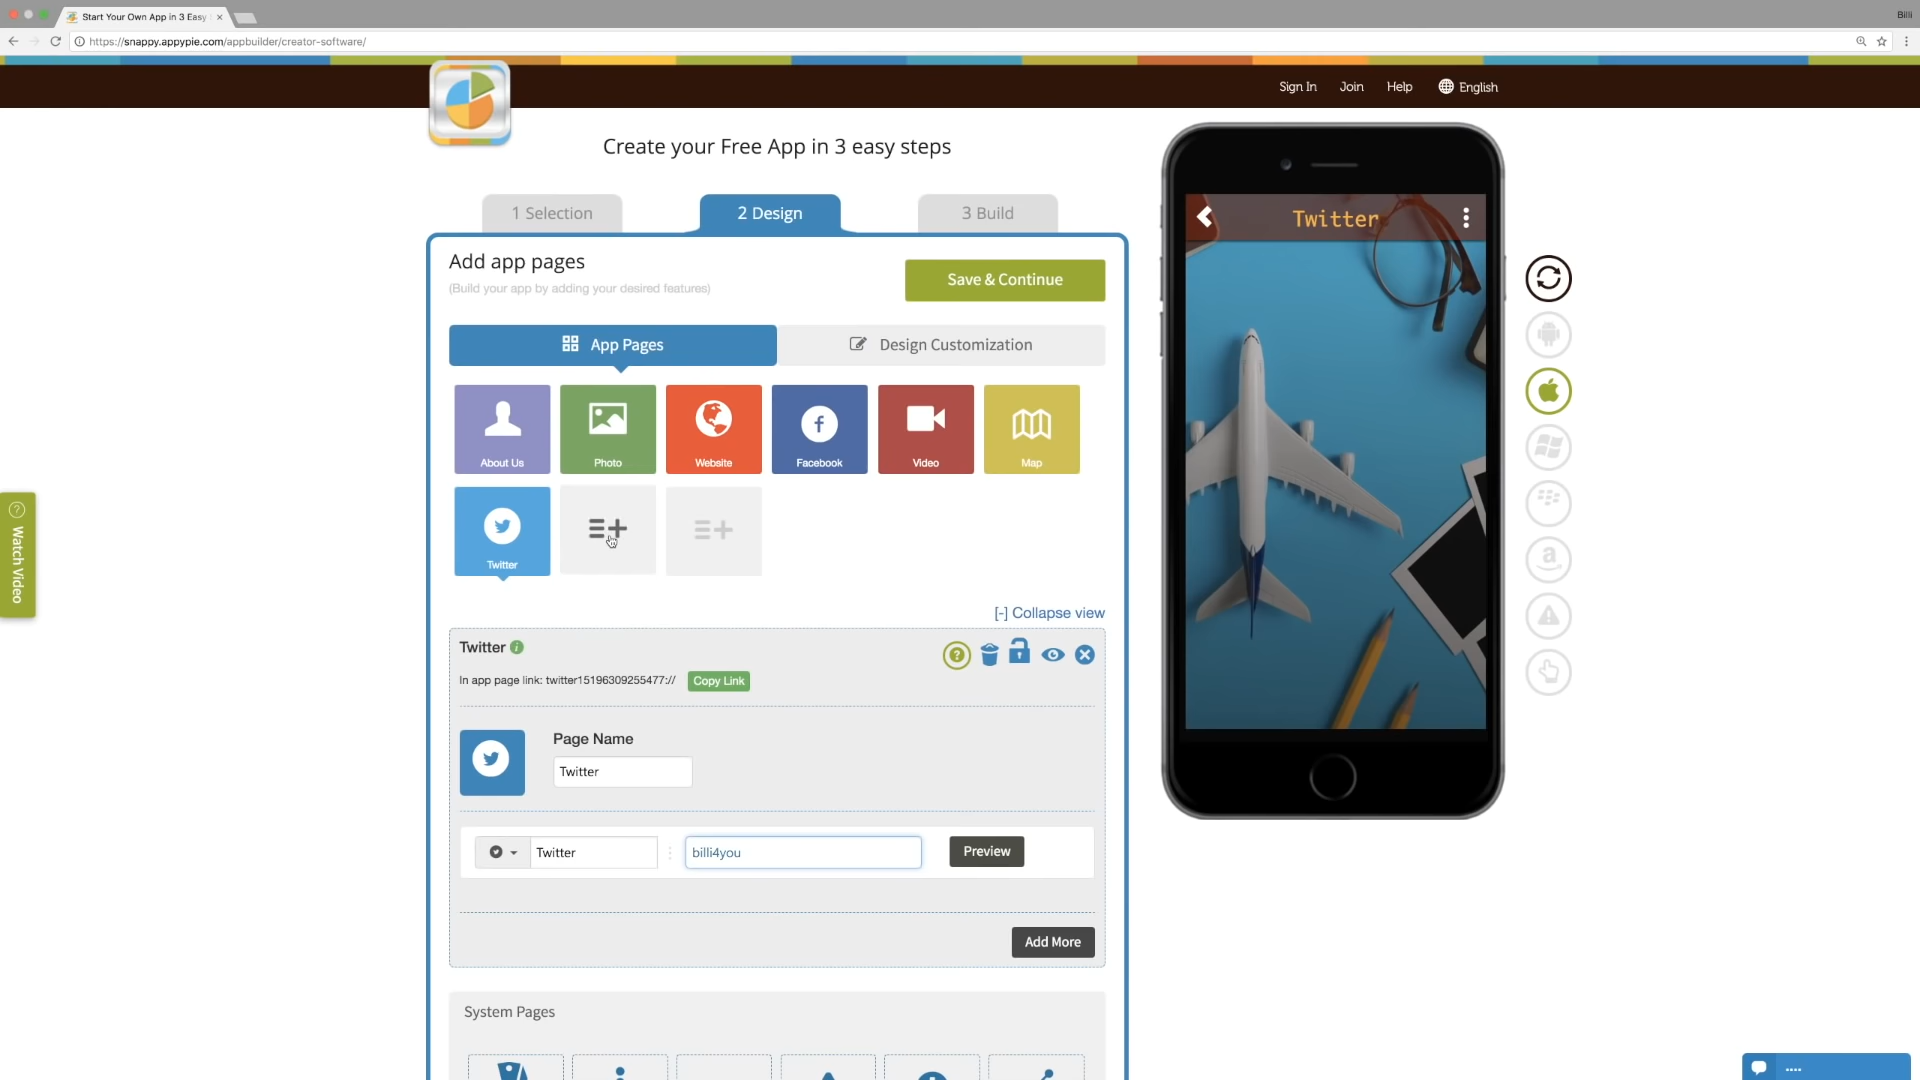 Start Your Own App in 3 Easy
Billi
https://snappy.appypie.com/appbuilder/creator-software/
Sign In
Join
Help
English
Create your Free App in 3 easy steps
1 Selection
2 Design
3 Build
Add app pages
(Build your app by adding your desired features)
Save & Continue
App Pages
Design Customization
About Us
Photo
Website
Facebook
Video
Map
Twitter
[-] Collapse view
Twitter
In app page link: twitter15196309255477://
Copy Link
Page Name
Twitter
Twitter
:
billi4you
Preview
Add More
System Pages
Watch Video
Twitter
....